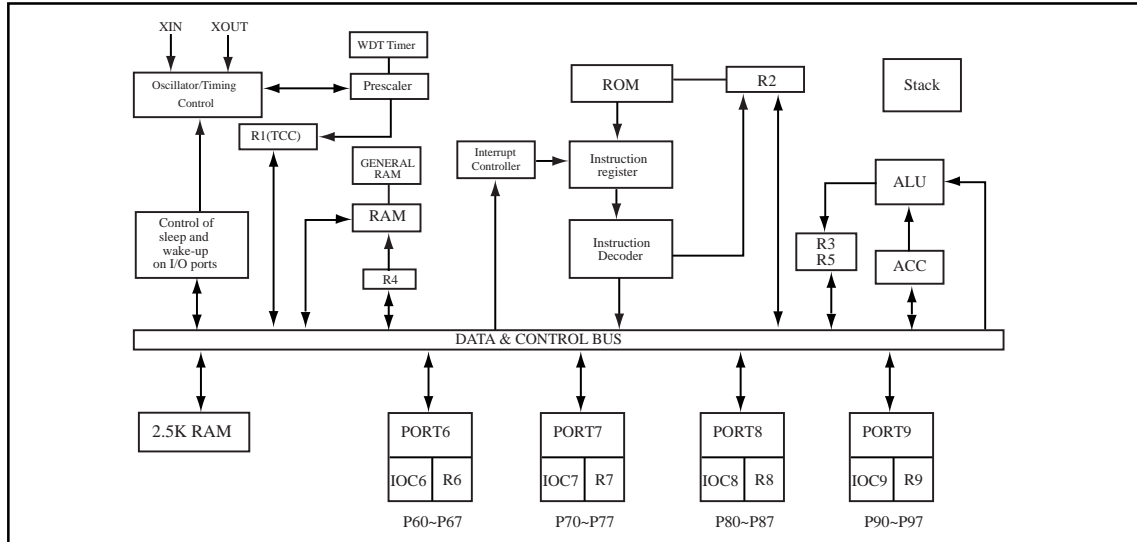 XIN XOUT
WDT Timer
Oscillator/Timing
Control
Prescaler
ROM
R2
Stack
R1(TCC)
Interrupt
Controller
Instruction
register
GENERAL
RAM
ALU
RAM
Control of
sleep and
wake-up
on I/O ports
Instruction
Decoder
R3
R5
ACC
R4
DATA & CONTROL BUS
2.5K RAM
PORT6
IOC6 R6
P60~P67
PORT7
IOC7 R7
P70~P77
PORT8
IOC8 R8
P80~P87
PORT9
IOC9 R9
P90~P97